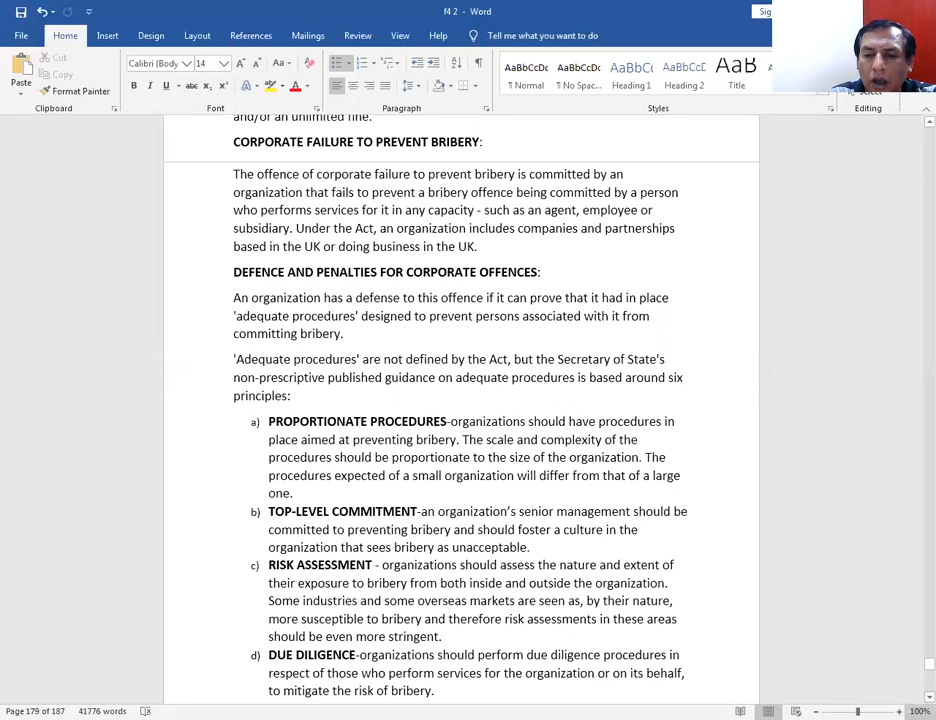 f4 2 - Word
Sig
File Home Insert Design Layout References Mailings Review View Help Tell me what you want to do
Cut
Copy
Paste
Format Painter
Clipboard
Calibri (Body 14
Font
Paragraph
AaBbCcDc AaBbCcDc AaBbCc AaBbCcD AaB
¶ Normal ¶ No Spac... Heading 1 Heading 2 Title
Styles
Select
Editing
and/or an unlimited fine.
CORPORATE FAILURE TO PREVENT BRIBERY:
The offence of corporate failure to prevent bribery is committed by an
organization that fails to prevent a bribery offence being committed by a person
who performs services for it in any capacity - such as an agent, employee or
subsidiary. Under the Act, an organization includes companies and partnerships
based in the UK or doing business in the UK.
DEFENCE AND PENALTIES FOR CORPORATE OFFENCES:
An organization has a defense to this offence if it can prove that it had in place
'adequate procedures' designed to prevent persons associated with it from
committing bribery.
'Adequate procedures' are not defined by the Act, but the Secretary of State's
non-prescriptive published guidance on adequate procedures is based around six
principles:
a) PROPORTIONATE PROCEDURES-organizations should have procedures in
place aimed at preventing bribery. The scale and complexity of the
procedures should be proportionate to the size of the organization. The
procedures expected of a small organization will differ from that of a large
one.
b) TOP-LEVEL COMMITMENT-an organization's senior management should be
committed to preventing bribery and should foster a culture in the
organization that sees bribery as unacceptable.
c) RISK ASSESSMENT - organizations should assess the nature and extent of
their exposure to bribery from both inside and outside the organization.
Some industries and some overseas markets are seen as, by their nature,
more susceptible to bribery and therefore risk assessments in these areas
should be even more stringent.
d) DUE DILIGENCE-organizations should perform due diligence procedures in
respect of those who perform services for the organization or on its behalf,
to mitigate the risk of bribery.
Page 179 of 187 41776 words 100%